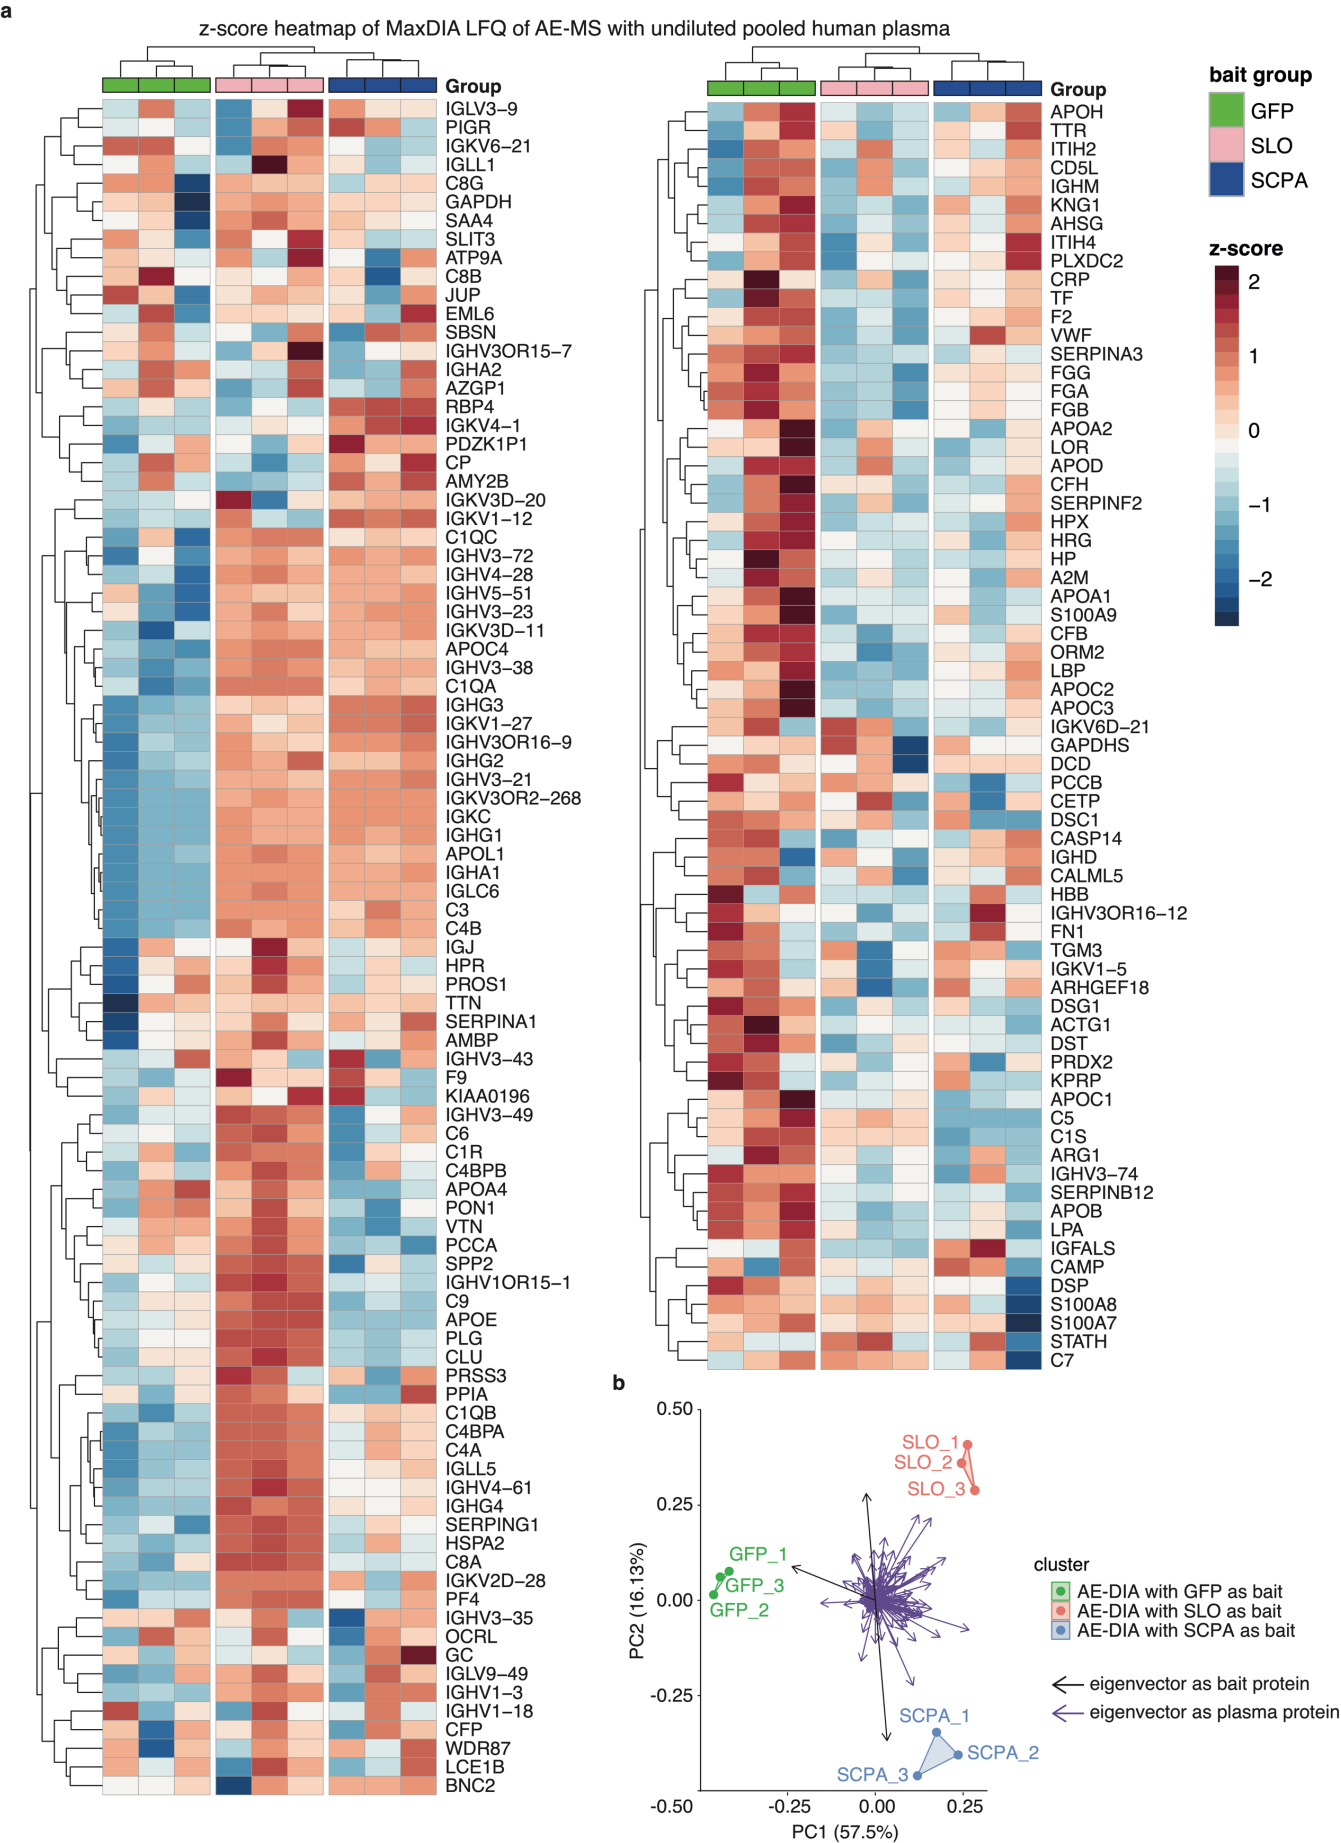 a
z-score heatmap of MaxDIA LFQ of AE-MS with undiluted pooled human plasma
Group
IGLV3-9
PIGR
IGKV6-21
IGLL1
C8G
GAPDH
SAA4
SLIT3
ATP9A
C8B
JUP
EML6
SBSN
IGHV3OR15-7
IGHA2
AZGP1
RBP4
IGKV4-1
PDZK1P1
CP
AMY2B
IGKV3D-20
IGKV1-12
C1QC
IGHV3-72
IGHV4-28
IGHV5-51
IGHV3-23
IGKV3D-11
APOC4
IGHV3-38
C1QA
IGHG3
IGKV1-27
IGHV3OR16-9
IGHG2
IGHV3-21
IGKV3OR2-268
IGKC
IGHG1
APOL1
IGHA1
IGLC6
C3
C4B
IGJ
HPR
PROS1
TTN
SERPINA1
AMBP
IGHV3-43
F9
KIAA0196
IGHV3-49
C6
C1R
C4BPB
APOA4
PON1
VTN
PCCA
SPP2
IGHV1OR15-1
C9
APOE
PLG
CLU
PRSS3
PPIA
C1QB
C4BPA
C4A
IGLL5
IGHV4-61
IGHG4
SERPING1
HSPA2
C8A
IGKV2D-28
PF4
IGHV3-35
OCRL
GC
IGLV9-49
IGHV1-3
IGHV1-18
CFP
WDR87
LCE1B
BNC2
Group
APOH
TTR
ITIH2
CD5L
IGHM
KNG1
AHSG
ITIH4
PLXDC2
CRP
TF
F2
VWF
SERPINA3
FGG
FGA
FGB
APOA2
LOR
APOD
CFH
SERPINF2
HPX
HRG
HP
A2M
APOA1
S100A9
CFB
ORM2
LBP
APOC2
APOC3
IGKV6D-21
GAPDHS
DCD
PCCB
CETP
DSC1
CASP14
IGHD
CALML5
HBB
IGHV3OR16-12
FN1
TGM3
IGKV1-5
ARHGEF18
DSG1
ACTG1
DST
PRDX2
KPRP
APOC1
C5
C1S
ARG1
IGHV3-74
SERPINB12
APOB
LPA
IGFALS
CAMP
DSP
S100A8
S100A7
STATH
C7
bait group
GFP
SLO
SCPA
z-score
2
1
0
-1
-2
b
0.50
0.25
0.00
-0.25
-0.50
-0.25
0.00
0.25
PC2 (16.13%)
PC1 (57.5%)
SLO_1
SLO_2
SLO_3
GFP_1
GFP_3
GFP_2
SCPA_1
SCPA_2
SCPA_3
cluster
AE-DIA with GFP as bait
AE-DIA with SLO as bait
AE-DIA with SCPA as bait
eigenvector as bait protein
eigenvector as plasma protein